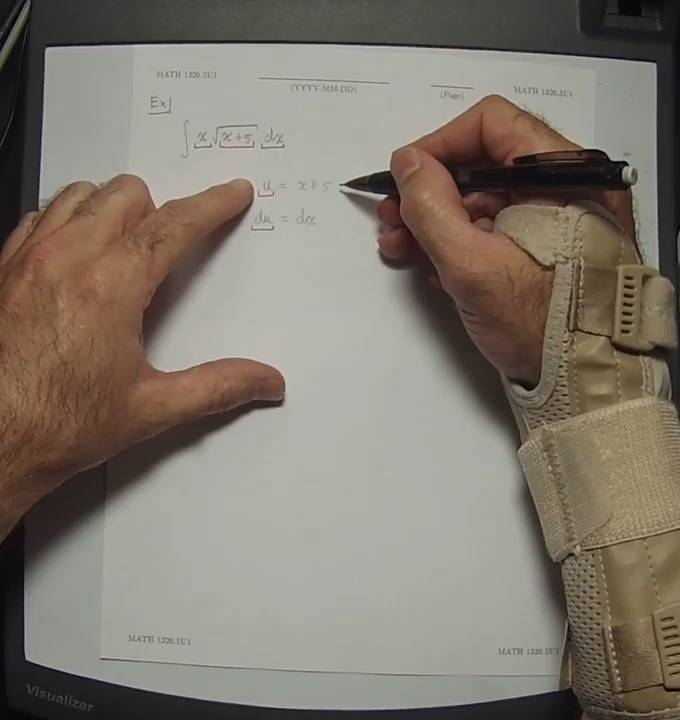 MATH 1326.5U1
(YYYY-MM-DD)
(Page)
MATH 1326.5U1
Ex
∫ x √(x+5) dx
u = x+5
du = dx
MATH 1326.5U1
MATH 1326.5U1
Visualizer